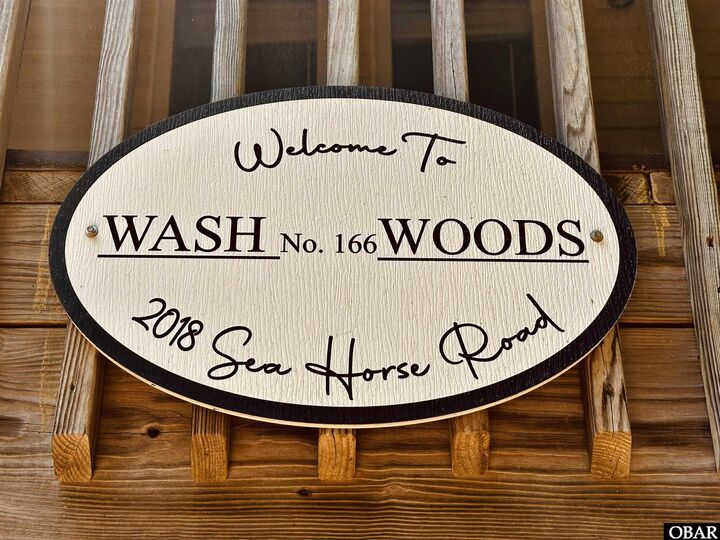 Welcome To
WASH No. 166 WOODS
2018 Sea Horse Road
OBAR